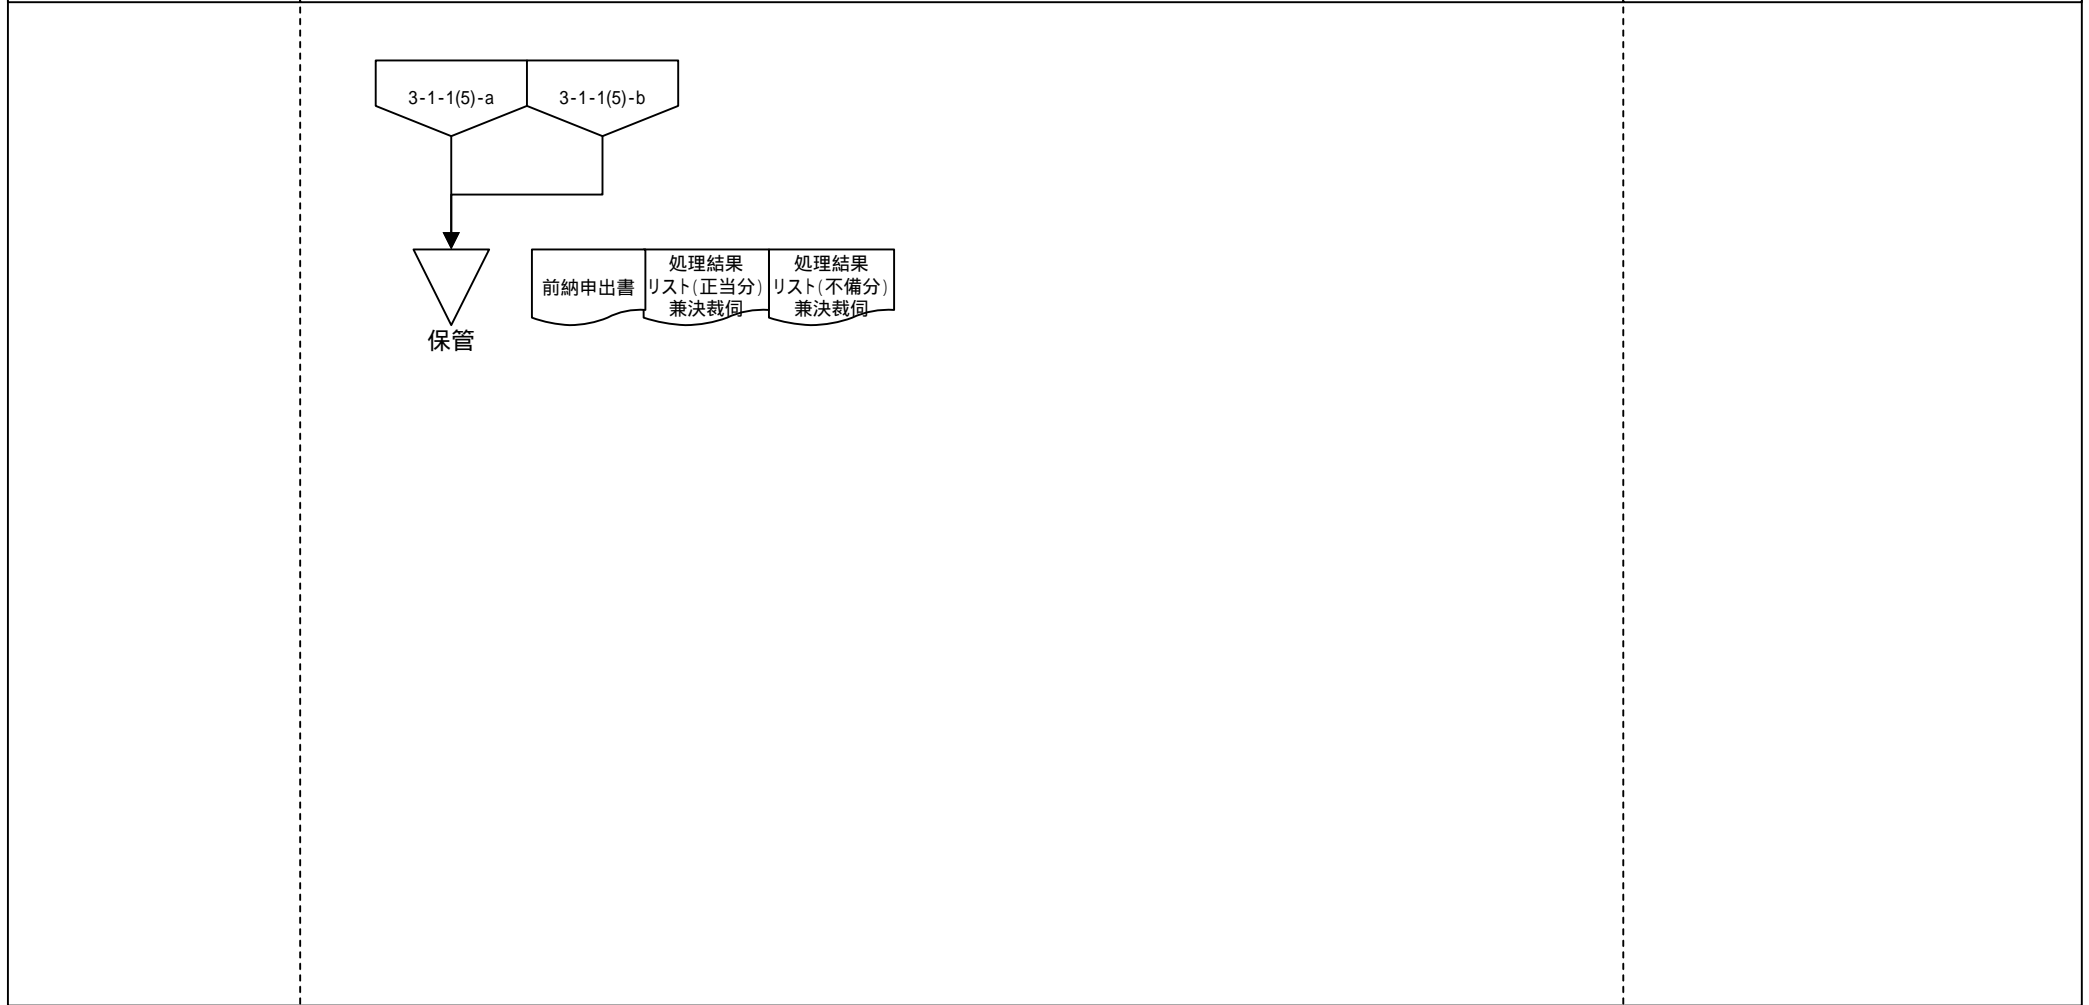 3-1-1(5)-a
3-1-1(5)-b
前納申出書
処理結果
リスト(正当分)
兼決裁伺
処理結果
リスト(不備分)
兼決裁伺
保管